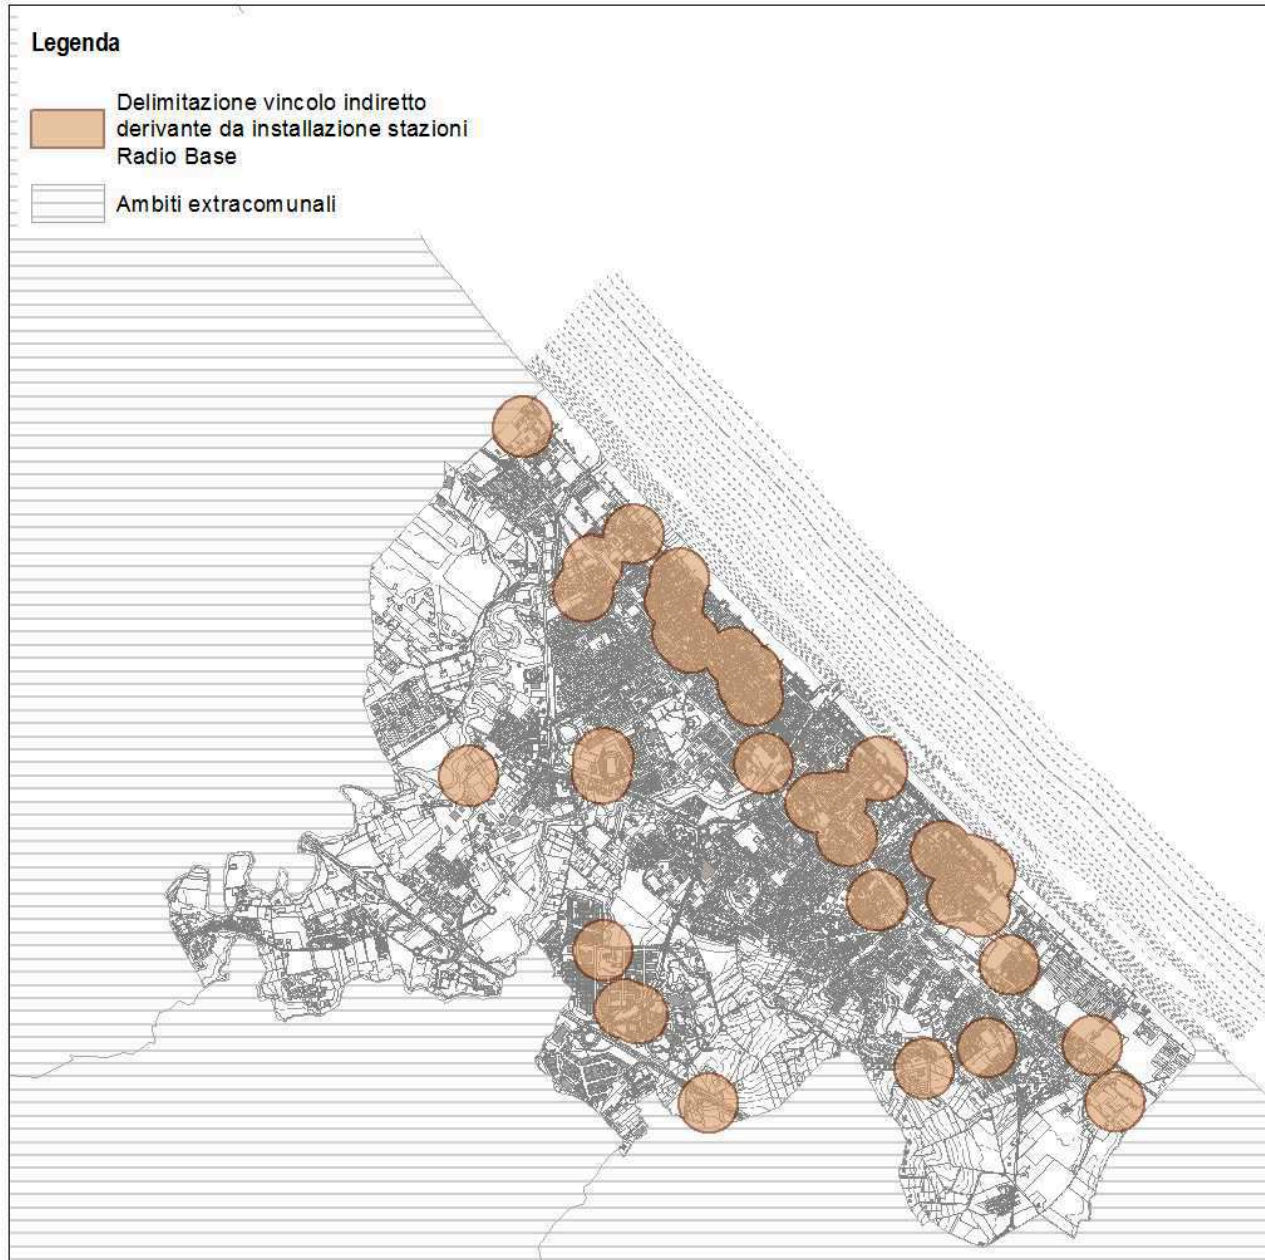 Legenda
Delimitazione vincolo indiretto
derivante da installazione stazioni
Radio Base
Ambiti extracomunali